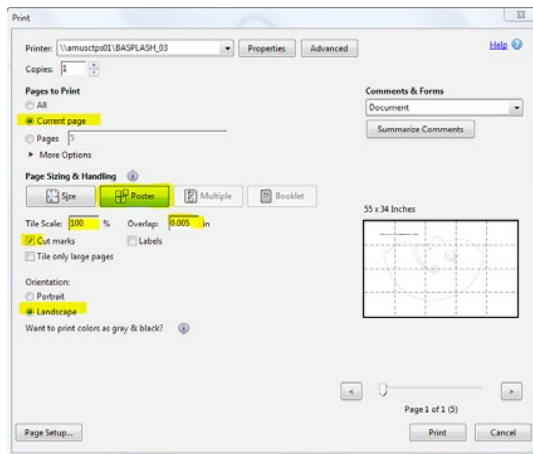 Print
Printer: \\amusctps01\BASPLASH_03 Properties Advanced Help
Copies: 1
Pages to Print
All
Current page
Pages 5
More Options
Comments & Forms
Document
Summarize Comments
Page Sizing & Handling
Size Poster Multiple Booklet
Tile Scale: 100 % Overlap: 0.005 in
Cut marks Labels
Tile only large pages
Orientation:
Portrait
Landscape
Want to print colors as gray & black?
55 x 34 Inches
< >
Page 1 of 1 (5)
Page Setup... Print Cancel